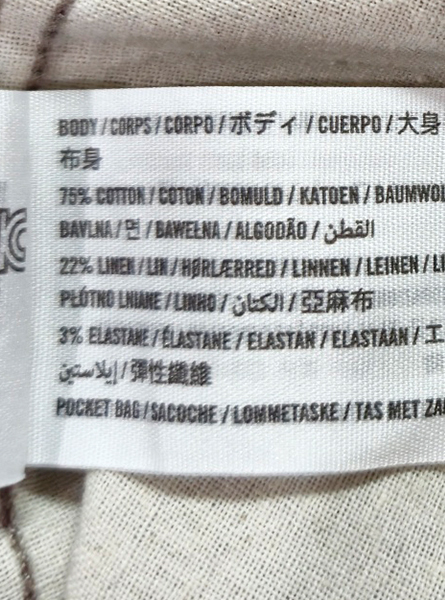 BODY / CORPS / CORPO / ボディ / CUERPO / 大身
布身
75% COTTON / COTON / BOMULD / KATOEN / BAUMWOL
BAVLNA / 면 / BAWEŁNA / ALGODÃO / القطن
22% LINEN / LIN / HØRLÆRRED / LINNEN / LEINEN / LI
PŁÓTNO LNIANE / LINHO / الكتان / 亞麻布
3% ELASTANE / ÉLASTANE / ELASTAN / ELASTAAN / エ
إيلاستين / 彈性纖維
POCKET BAG / SACOCHE / LOMMETASKE / TAS MET ZA